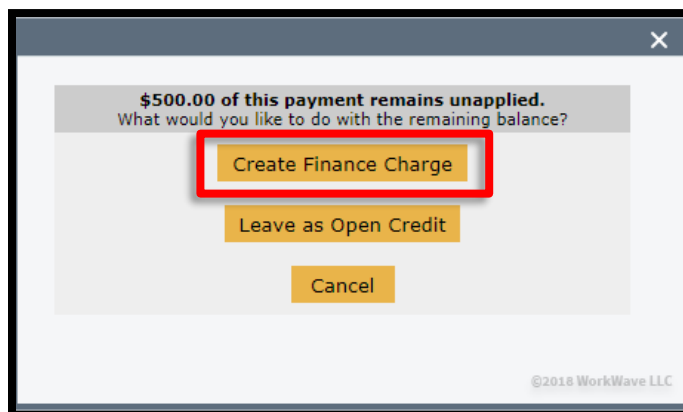 $500.00 of this payment remains unapplied.
What would you like to do with the remaining balance?
Create Finance Charge
Leave as Open Credit
Cancel
©2018 WorkWave LLC